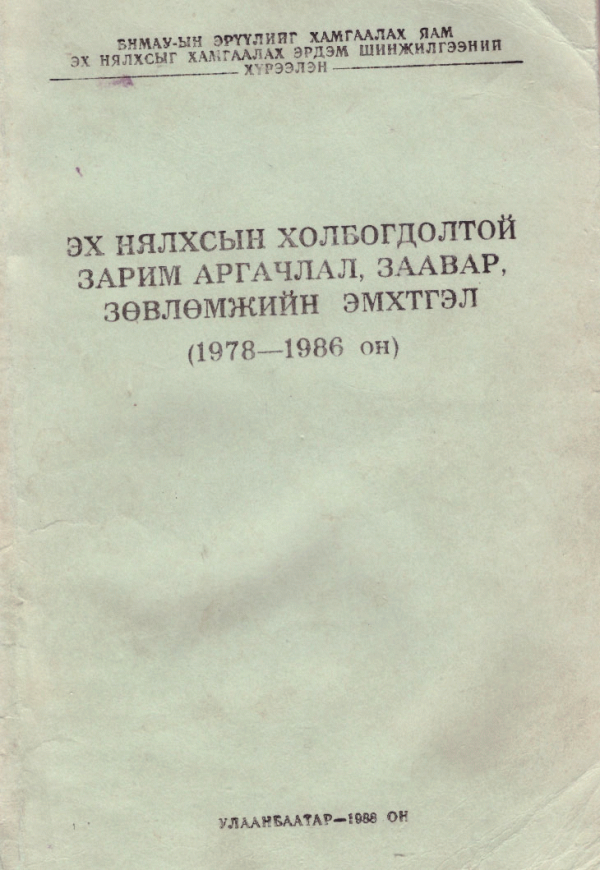 БНМАУ-ЫН ЭРҮҮЛИЙГ ХАМГААЛАХ ЯАМ
ЭХ НЯЛХСЫГ ХАМГААЛАХ ЭРДЭМ ШИНЖИЛГЭЭНИЙ
ХҮРЭЭЛЭН
ЭХ НЯЛХСЫН ХОЛБОГДОЛТОЙ
ЗАРИМ АРГАЧЛАЛ, ЗААВАР,
ЗӨВЛӨМЖИЙН ЭМХТГЭЛ
(1978—1986 он)
УЛААНБААТАР—1988 ОН